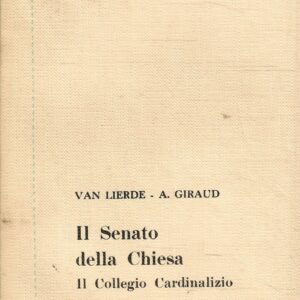 VAN LIERDE - A. GIRAUD
Il Senato
della Chiesa
Il Collegio Cardinalizio